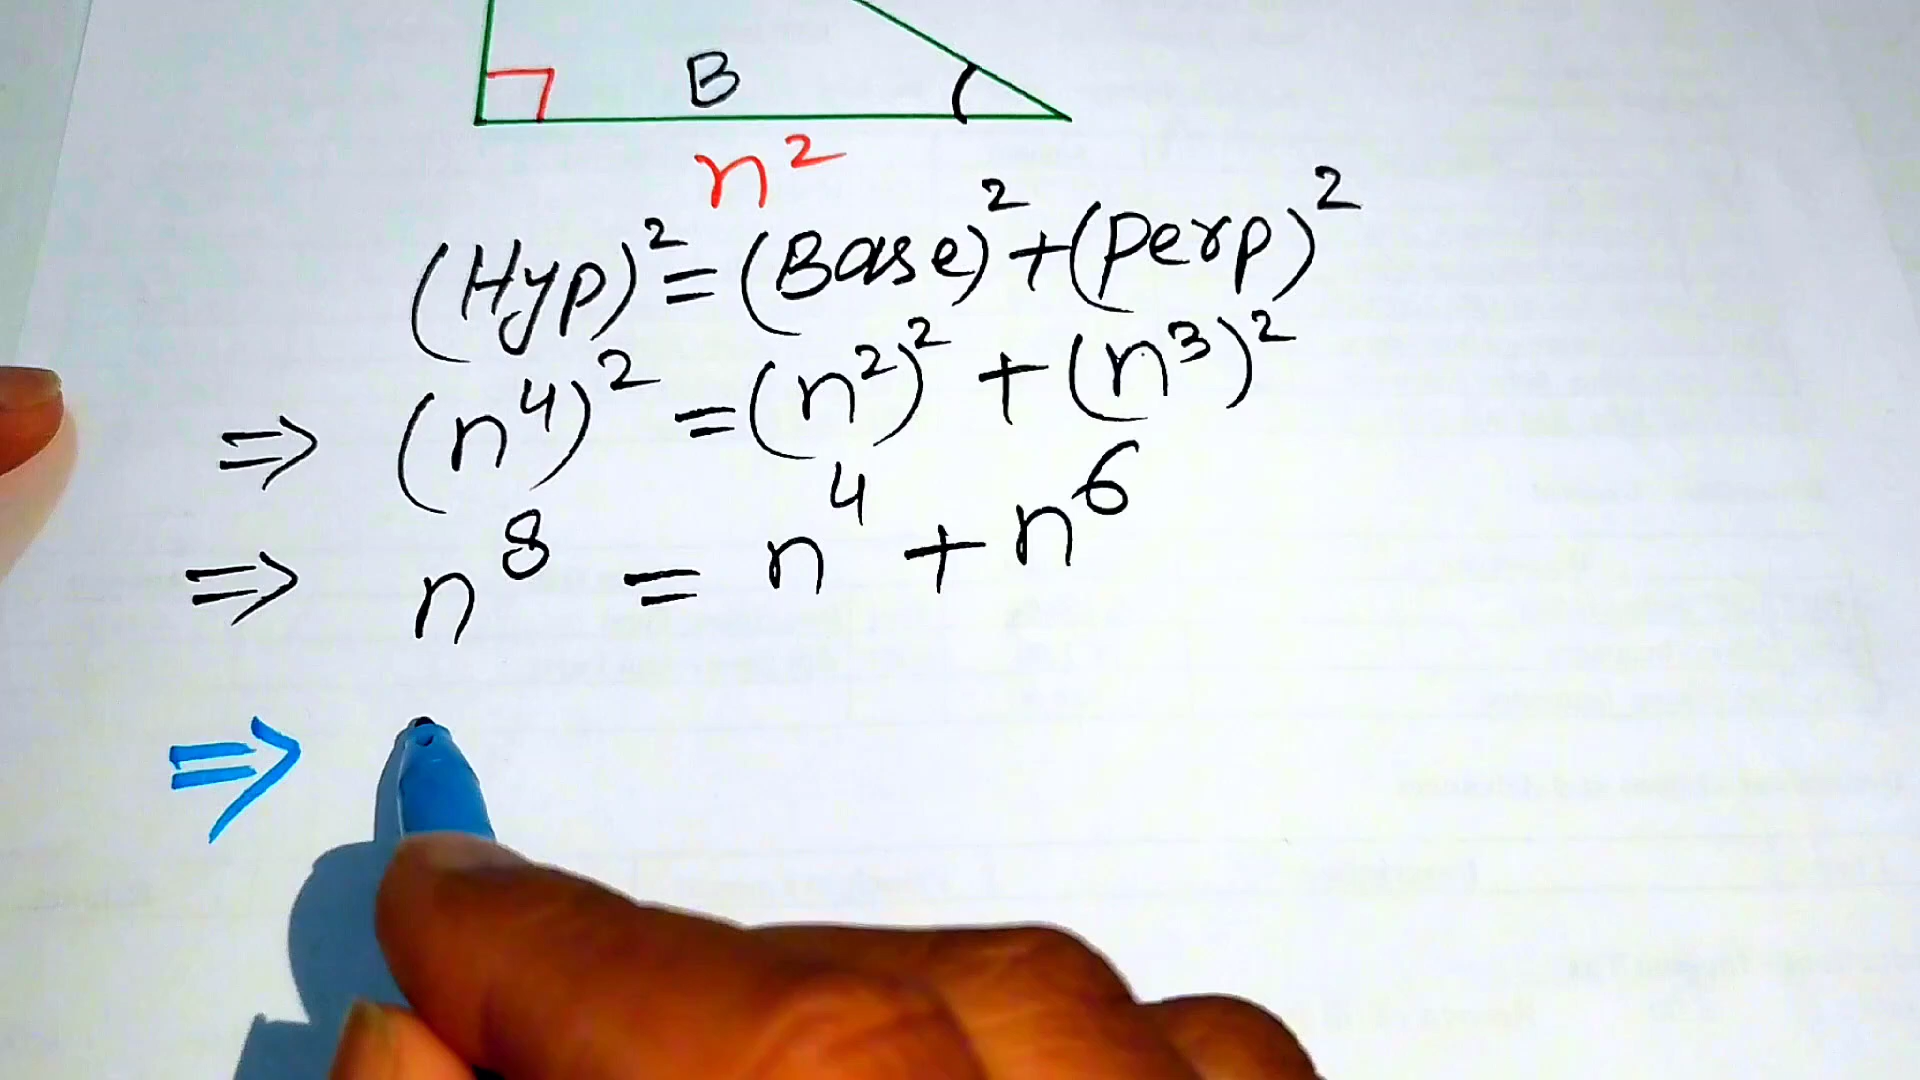 B
n²
(Hyp)² = (Base)² + (perp)²
⇒ (n⁴)² = (n²)² + (n³)²
⇒ n⁸ = n⁴ + n⁶
⇒